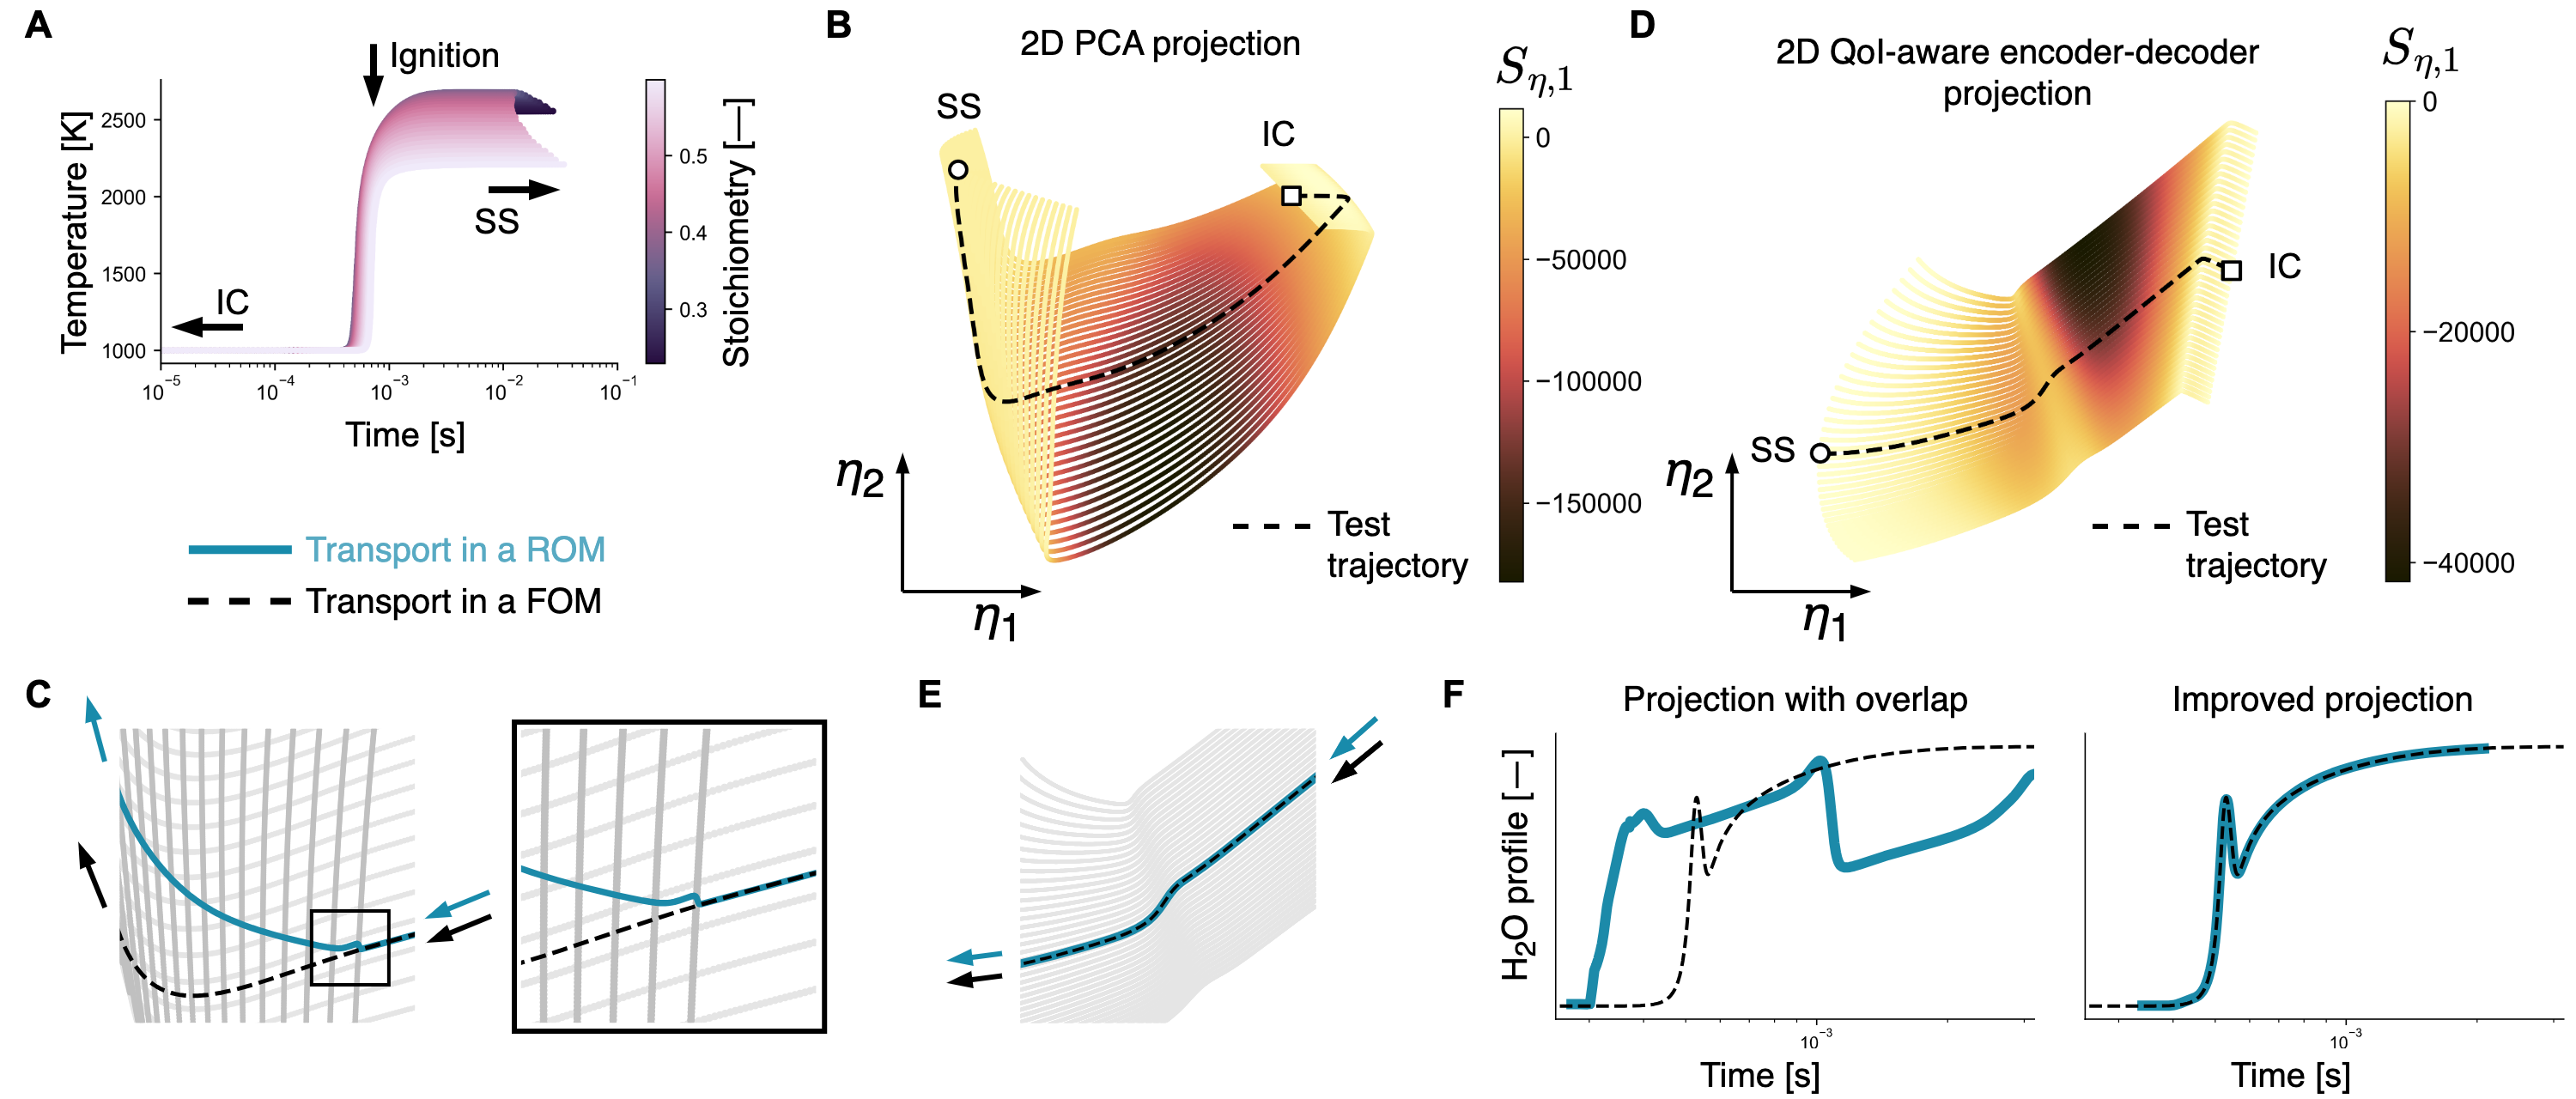 A
Ignition
Temperature [K]
2500
2000
1500
1000
IC
SS
10⁻⁵
10⁻⁴
10⁻³
10⁻²
10⁻¹
Time [s]
0.5
0.4
0.3
Stoichiometry [—]
B
2D PCA projection
SS
IC
η₂
η₁
Test
trajectory
Sη,1
0
−50000
−100000
−150000
D
2D QoI-aware encoder-decoder
projection
IC
SS
η₂
η₁
Test
trajectory
Sη,1
0
−20000
−40000
Transport in a ROM
Transport in a FOM
C
E
F
Projection with overlap
H₂O profile [—]
10⁻³
Time [s]
Improved projection
10⁻³
Time [s]